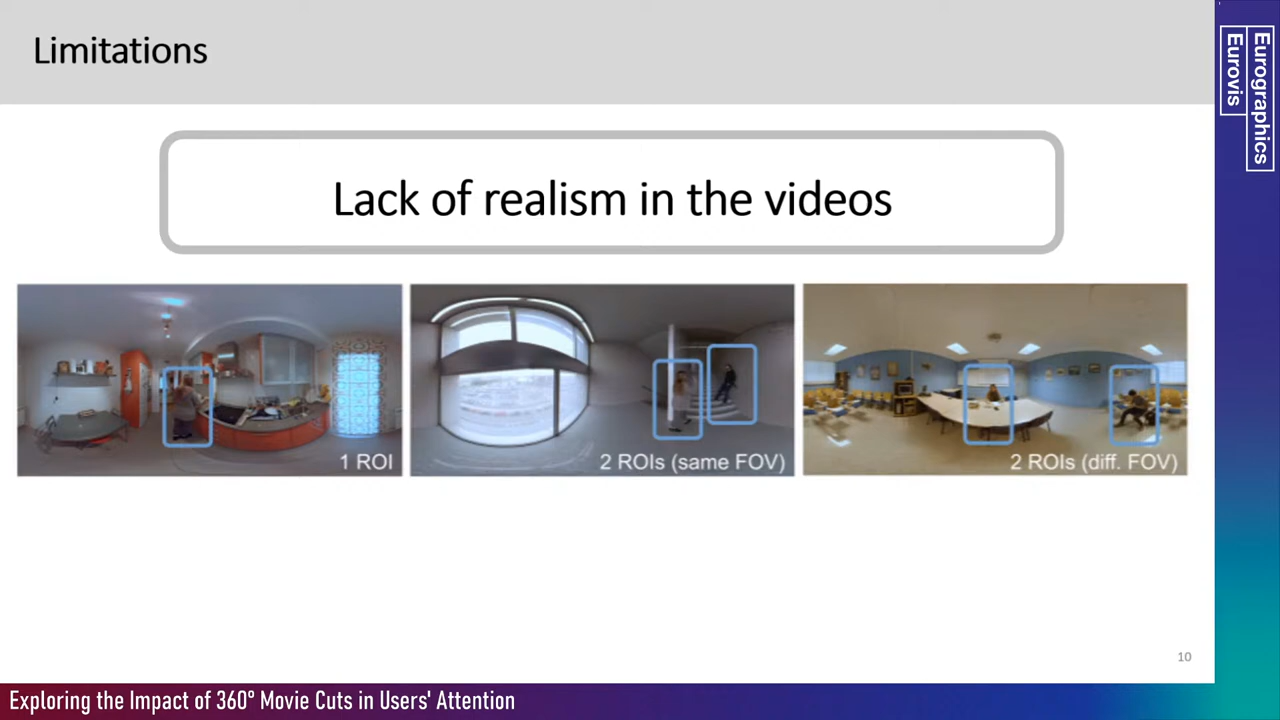 Limitations
Lack of realism in the videos
1 ROI
2 ROIs (same FOV)
2 ROIs (diff. FOV)
10
Exploring the Impact of 360° Movie Cuts in Users' Attention
Eurographics
Eurovis